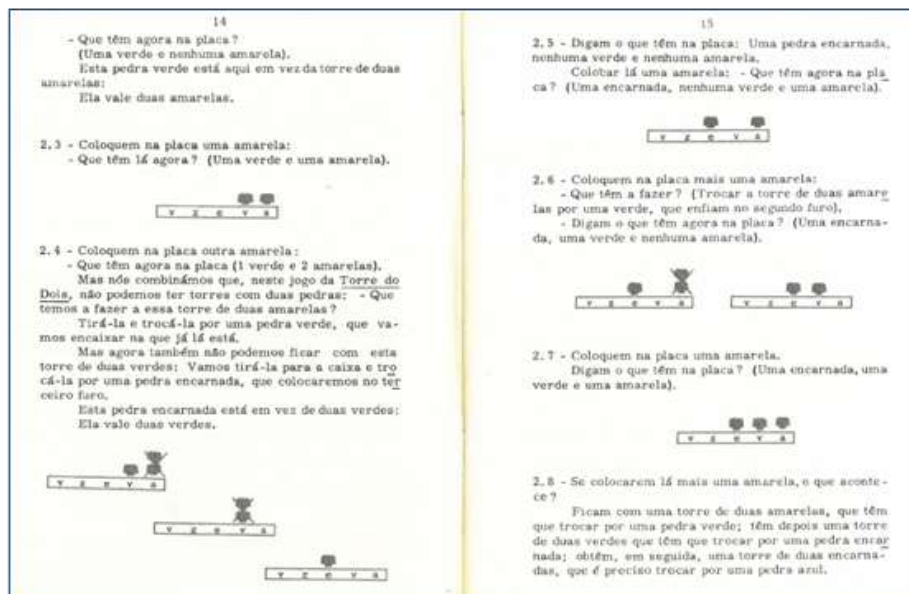 14
- Que têm agora na placa?
(Uma verde e nenhuma amarela).
Esta pedra verde está aqui em vez da torre de duas
amarelas:
Ela vale duas amarelas.
2.3 - Coloquem na placa uma amarela:
- Que têm lá agora? (Uma verde e uma amarela).
v z e v a
2.4 - Coloquem na placa outra amarela:
- Que têm agora na placa (1 verde e 2 amarelas).
Mas nós combinámos que, neste jogo da Torre do
Dois, não podemos ter torres com duas pedras: - Que
temos a fazer a essa torre de duas amarelas?
Tirá-la e trocá-la por uma pedra verde, que va-
mos encaixar na que já lá está.
Mas agora também não podemos ficar com esta
torre de duas verdes: Vamos tirá-la para a caixa e tro
cá-la por uma pedra encarnada, que colocaremos no ter
ceiro furo.
Esta pedra encarnada está em vez de duas verdes:
Ela vale duas verdes.
v z e v a
v z e v a
v z e v a
15
2.5 - Digam o que têm na placa: Uma pedra encarnada,
nenhuma verde e nenhuma amarela.
Colobar lá uma amarela: - Que têm agora na pla
ca? (Uma encarnada, nenhuma verde e uma amarela).
v z e v a
2.6 - Coloquem na placa mais uma amarela:
- Que têm a fazer? (Trocar a torre de duas amare
las por uma verde, que enfiam no segundo furo).
- Digam o que têm agora na placa? (Uma encarna-
da, uma verde e nenhuma amarela).
v z e v a
v z e v a
2.7 - Coloquem na placa uma amarela.
Digam o que têm na placa? (Uma encarnada, uma
verde e uma amarela).
v z e v a
2.8 - Se colocarem lá mais uma amarela, o que aconte-
ce?
Ficam com uma torre de duas amarelas, que têm
que trocar por uma pedra verde; têm depois uma torre
de duas verdes que têm que trocar por uma pedra encar
nada; obtêm, em seguida, uma torre de duas encarna-
das, que é preciso trocar por uma pedra azul.